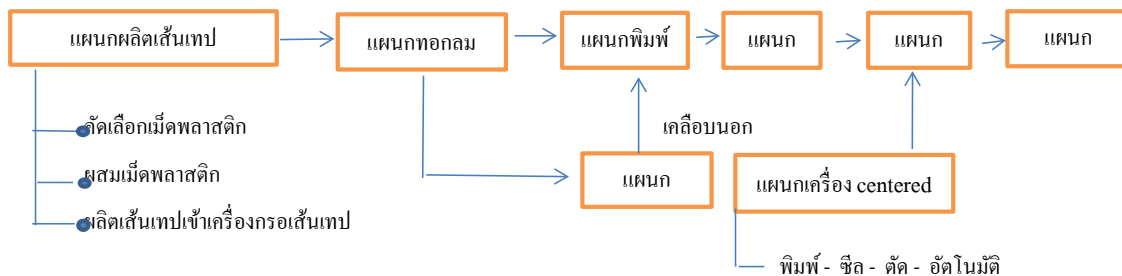 แผนกผลิตเส้นเทป
แผนกทอกลม
แผนกพิมพ์
แผนก
แผนก
แผนก
คัดเลือกเม็ดพลาสติก
ผสมเม็ดพลาสติก
ผลิตเส้นเทปเข้าเครื่องกรอเส้นเทป
เคลือบนอก
แผนก
แผนกเครื่อง centered
พิมพ์ - ซีล - ตัด - อัตโนมัติ